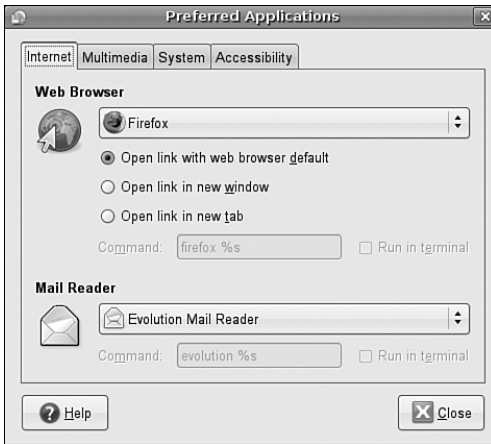 Preferred Applications
Internet Multimedia System Accessibility
Web Browser
Firefox
Open link with web browser default
Open link in new window
Open link in new tab
Command: firefox %s Run in terminal
Mail Reader
Evolution Mail Reader
Command: evolution %s Run in terminal
Help Close